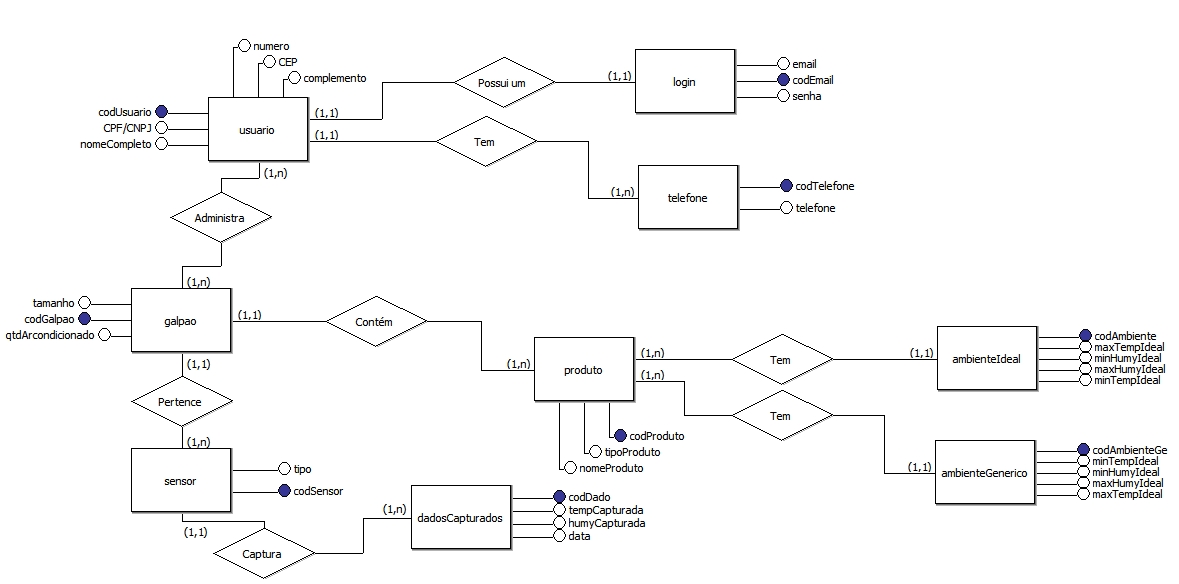 numero
CEP
complemento
codUsuario
CPF/CNPJ
nomeCompleto
usuario
(1,1)
Possui um
(1,1)
login
email
codEmail
senha
(1,1)
Tem
(1,n)
telefone
codTelefone
telefone
(1,n)
Administra
(1,n)
tamanho
codGalpao
qtdArcondicionado
galpao
(1,1)
Contém
(1,n)
produto
codProduto
tipoProduto
nomeProduto
(1,n)
Tem
(1,1)
ambienteIdeal
codAmbiente
maxTempIdeal
minHumyIdeal
maxHumyIdeal
minTempIdeal
(1,n)
Tem
(1,1)
ambienteGenerico
codAmbienteGe
minTempIdeal
minHumyIdeal
maxHumyIdeal
maxTempIdeal
(1,1)
Pertence
(1,n)
sensor
tipo
codSensor
(1,1)
Captura
(1,n)
dadosCapturados
codDado
tempCapturada
humyCapturada
data